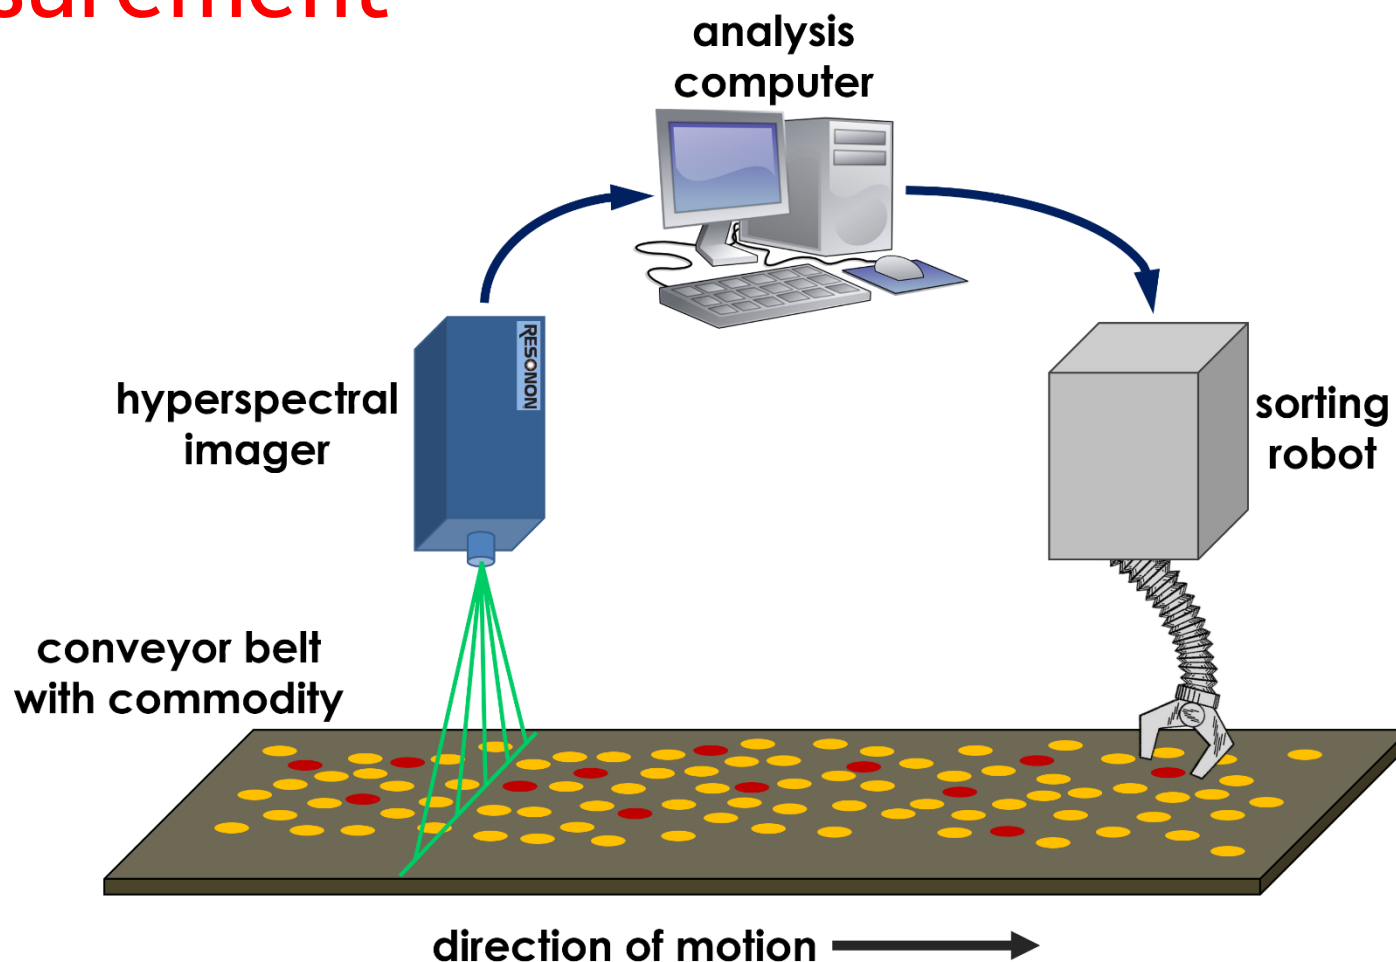 analysis
computer
RESONON
hyperspectral
imager
sorting
robot
conveyor belt
with commodity
direction of motion